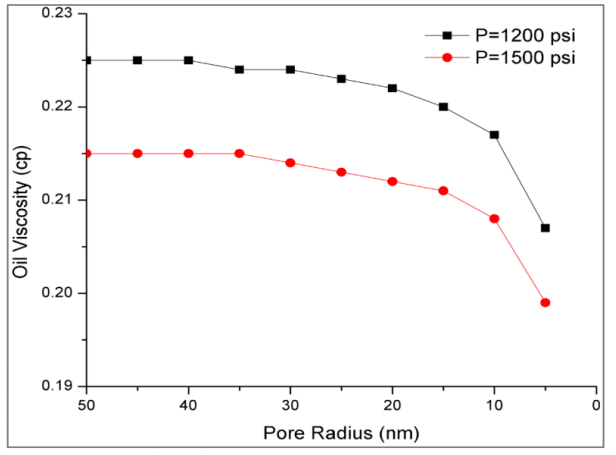 0.23
P=1200 psi
P=1500 psi
0.22
0.21
Oil Viscosity (cp)
0.20
0.19
50
40
30
20
10
0
Pore Radius (nm)